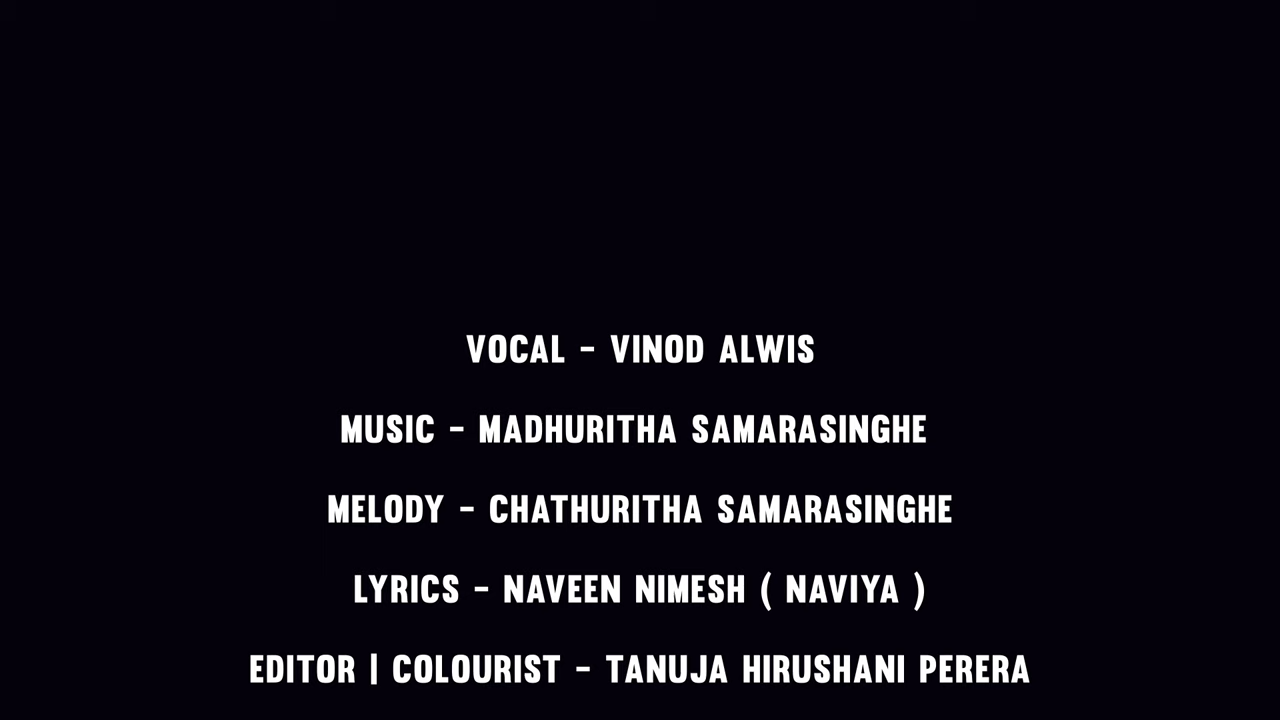 VOCAL - VINOD ALWIS
MUSIC - MADHURITHA SAMARASINGHE
MELODY - CHATHURITHA SAMARASINGHE
LYRICS - NAVEEN NIMESH ( NAVIYA )
EDITOR | COLOURIST - TANUJA HIRUSHANI PERERA